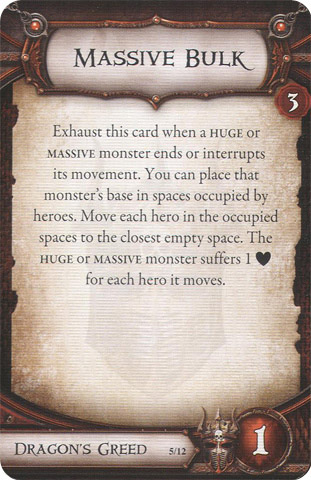 Massive Bulk
3
Exhaust this card when a HUGE or
MASSIVE monster ends or interrupts
its movement. You can place that
monster's base in spaces occupied by
heroes. Move each hero in the occupied
spaces to the closest empty space. The
HUGE or MASSIVE monster suffers 1 ♥
for each hero it moves.
Dragon's Greed 5/12 1